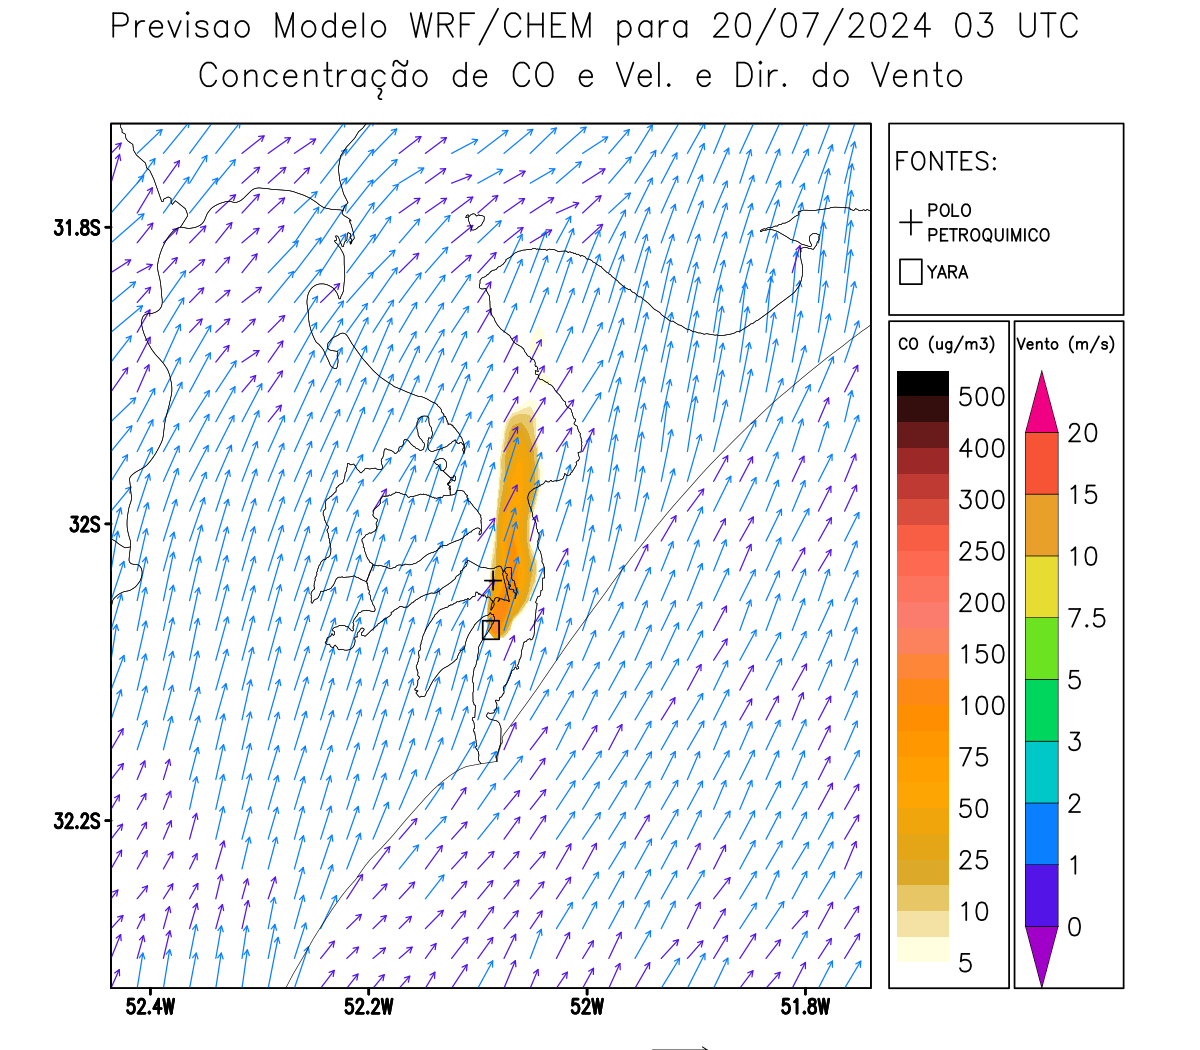 Previsao Modelo WRF/CHEM para 20/07/2024 03 UTC
Concentração de CO e Vel. e Dir. do Vento
FONTES:
POLO
PETROQUIMICO
YARA
CO (ug/m3)
500
400
300
250
200
150
100
75
50
25
10
5
Vento (m/s)
20
15
10
7.5
5
3
2
1
0
31.8S
32S
32.2S
52.4W
52.2W
52W
51.8W